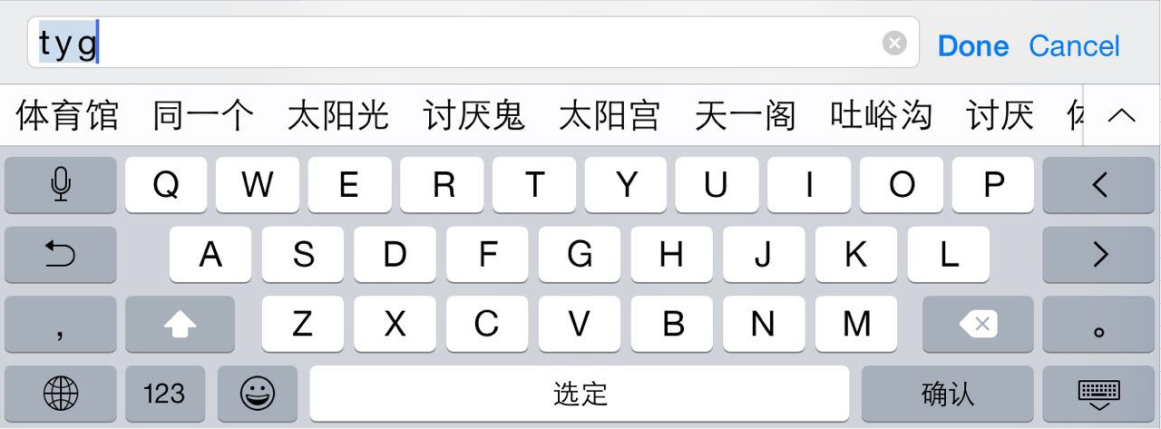 tyg Done Cancel
体育馆 同一个 太阳光 讨厌鬼 太阳宫 天一阁 吐峪沟 讨厌
Q W E R T Y U I O P
A S D F G H J K L
, Z X C V B N M 。
123 选定 确认